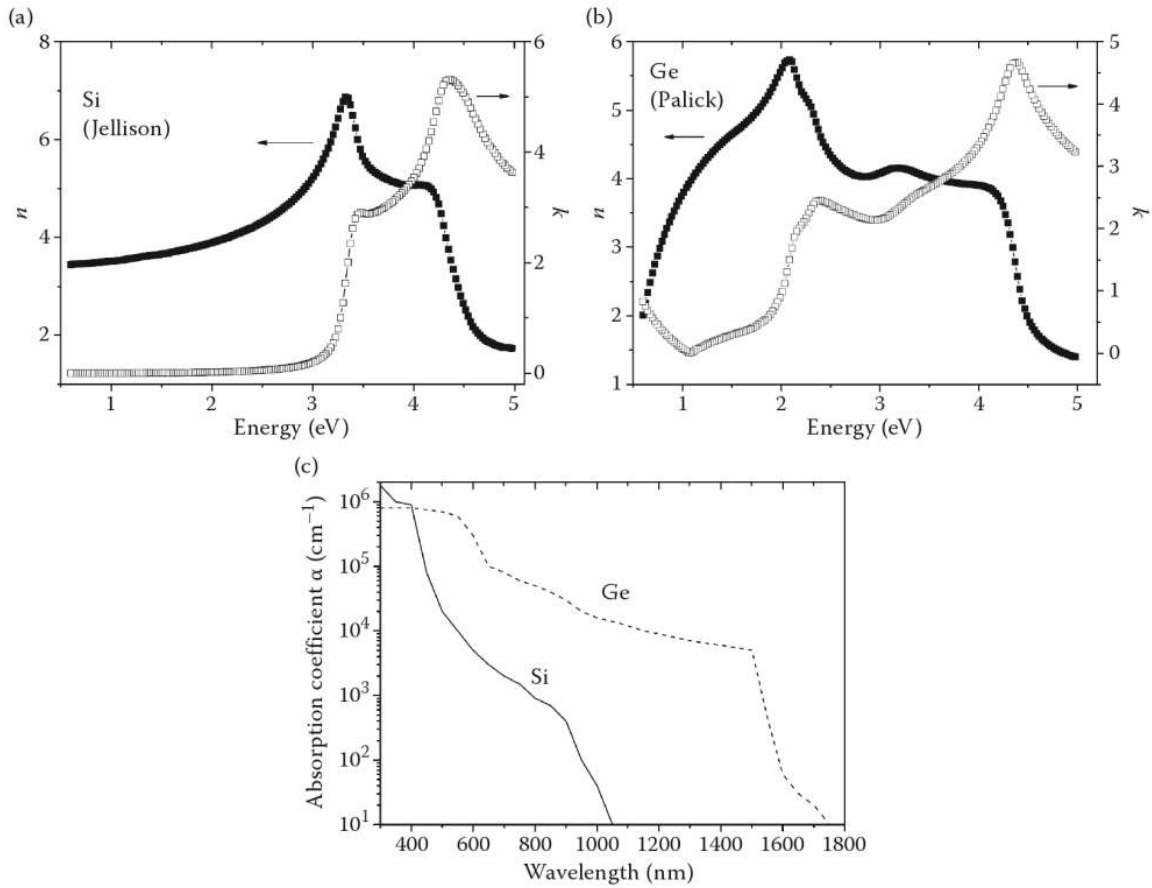 (a)
8
6
4
2
n
Si
(Jellison)
6
4
2
0
k
1 2 3 4 5
Energy (eV)
(b)
6
5
4
3
2
1
n
Ge
(Palick)
5
4
3
2
1
0
k
1 2 3 4 5
Energy (eV)
(c)
10⁶
10⁵
10⁴
10³
10²
10¹
Absorption coefficient α (cm⁻¹)
Ge
Si
400 600 800 1000 1200 1400 1600 1800
Wavelength (nm)